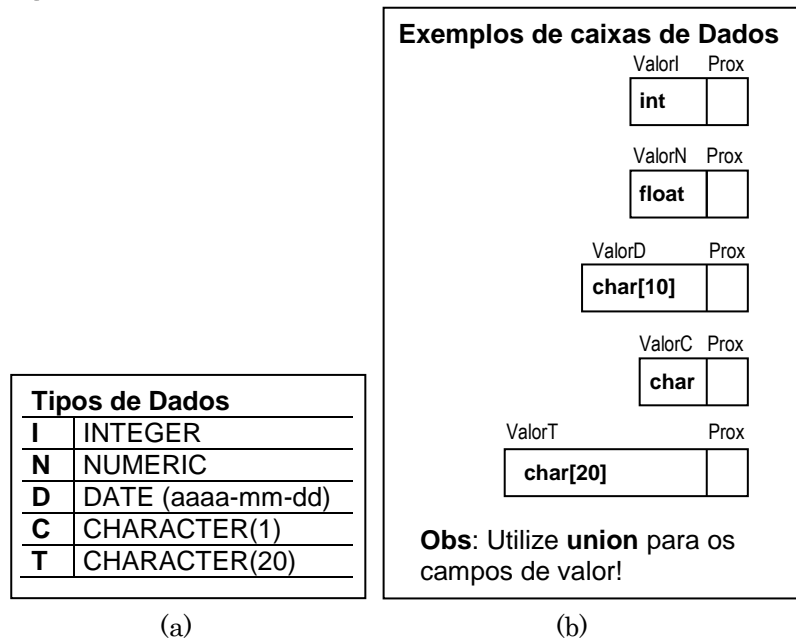 Exemplos de caixas de Dados
ValorI Prox
int
ValorN Prox
float
ValorD Prox
char[10]
ValorC Prox
char
ValorT Prox
char[20]
Obs: Utilize union para os
campos de valor!
Tipos de Dados
I INTEGER
N NUMERIC
D DATE (aaaa-mm-dd)
C CHARACTER(1)
T CHARACTER(20)
(a) (b)